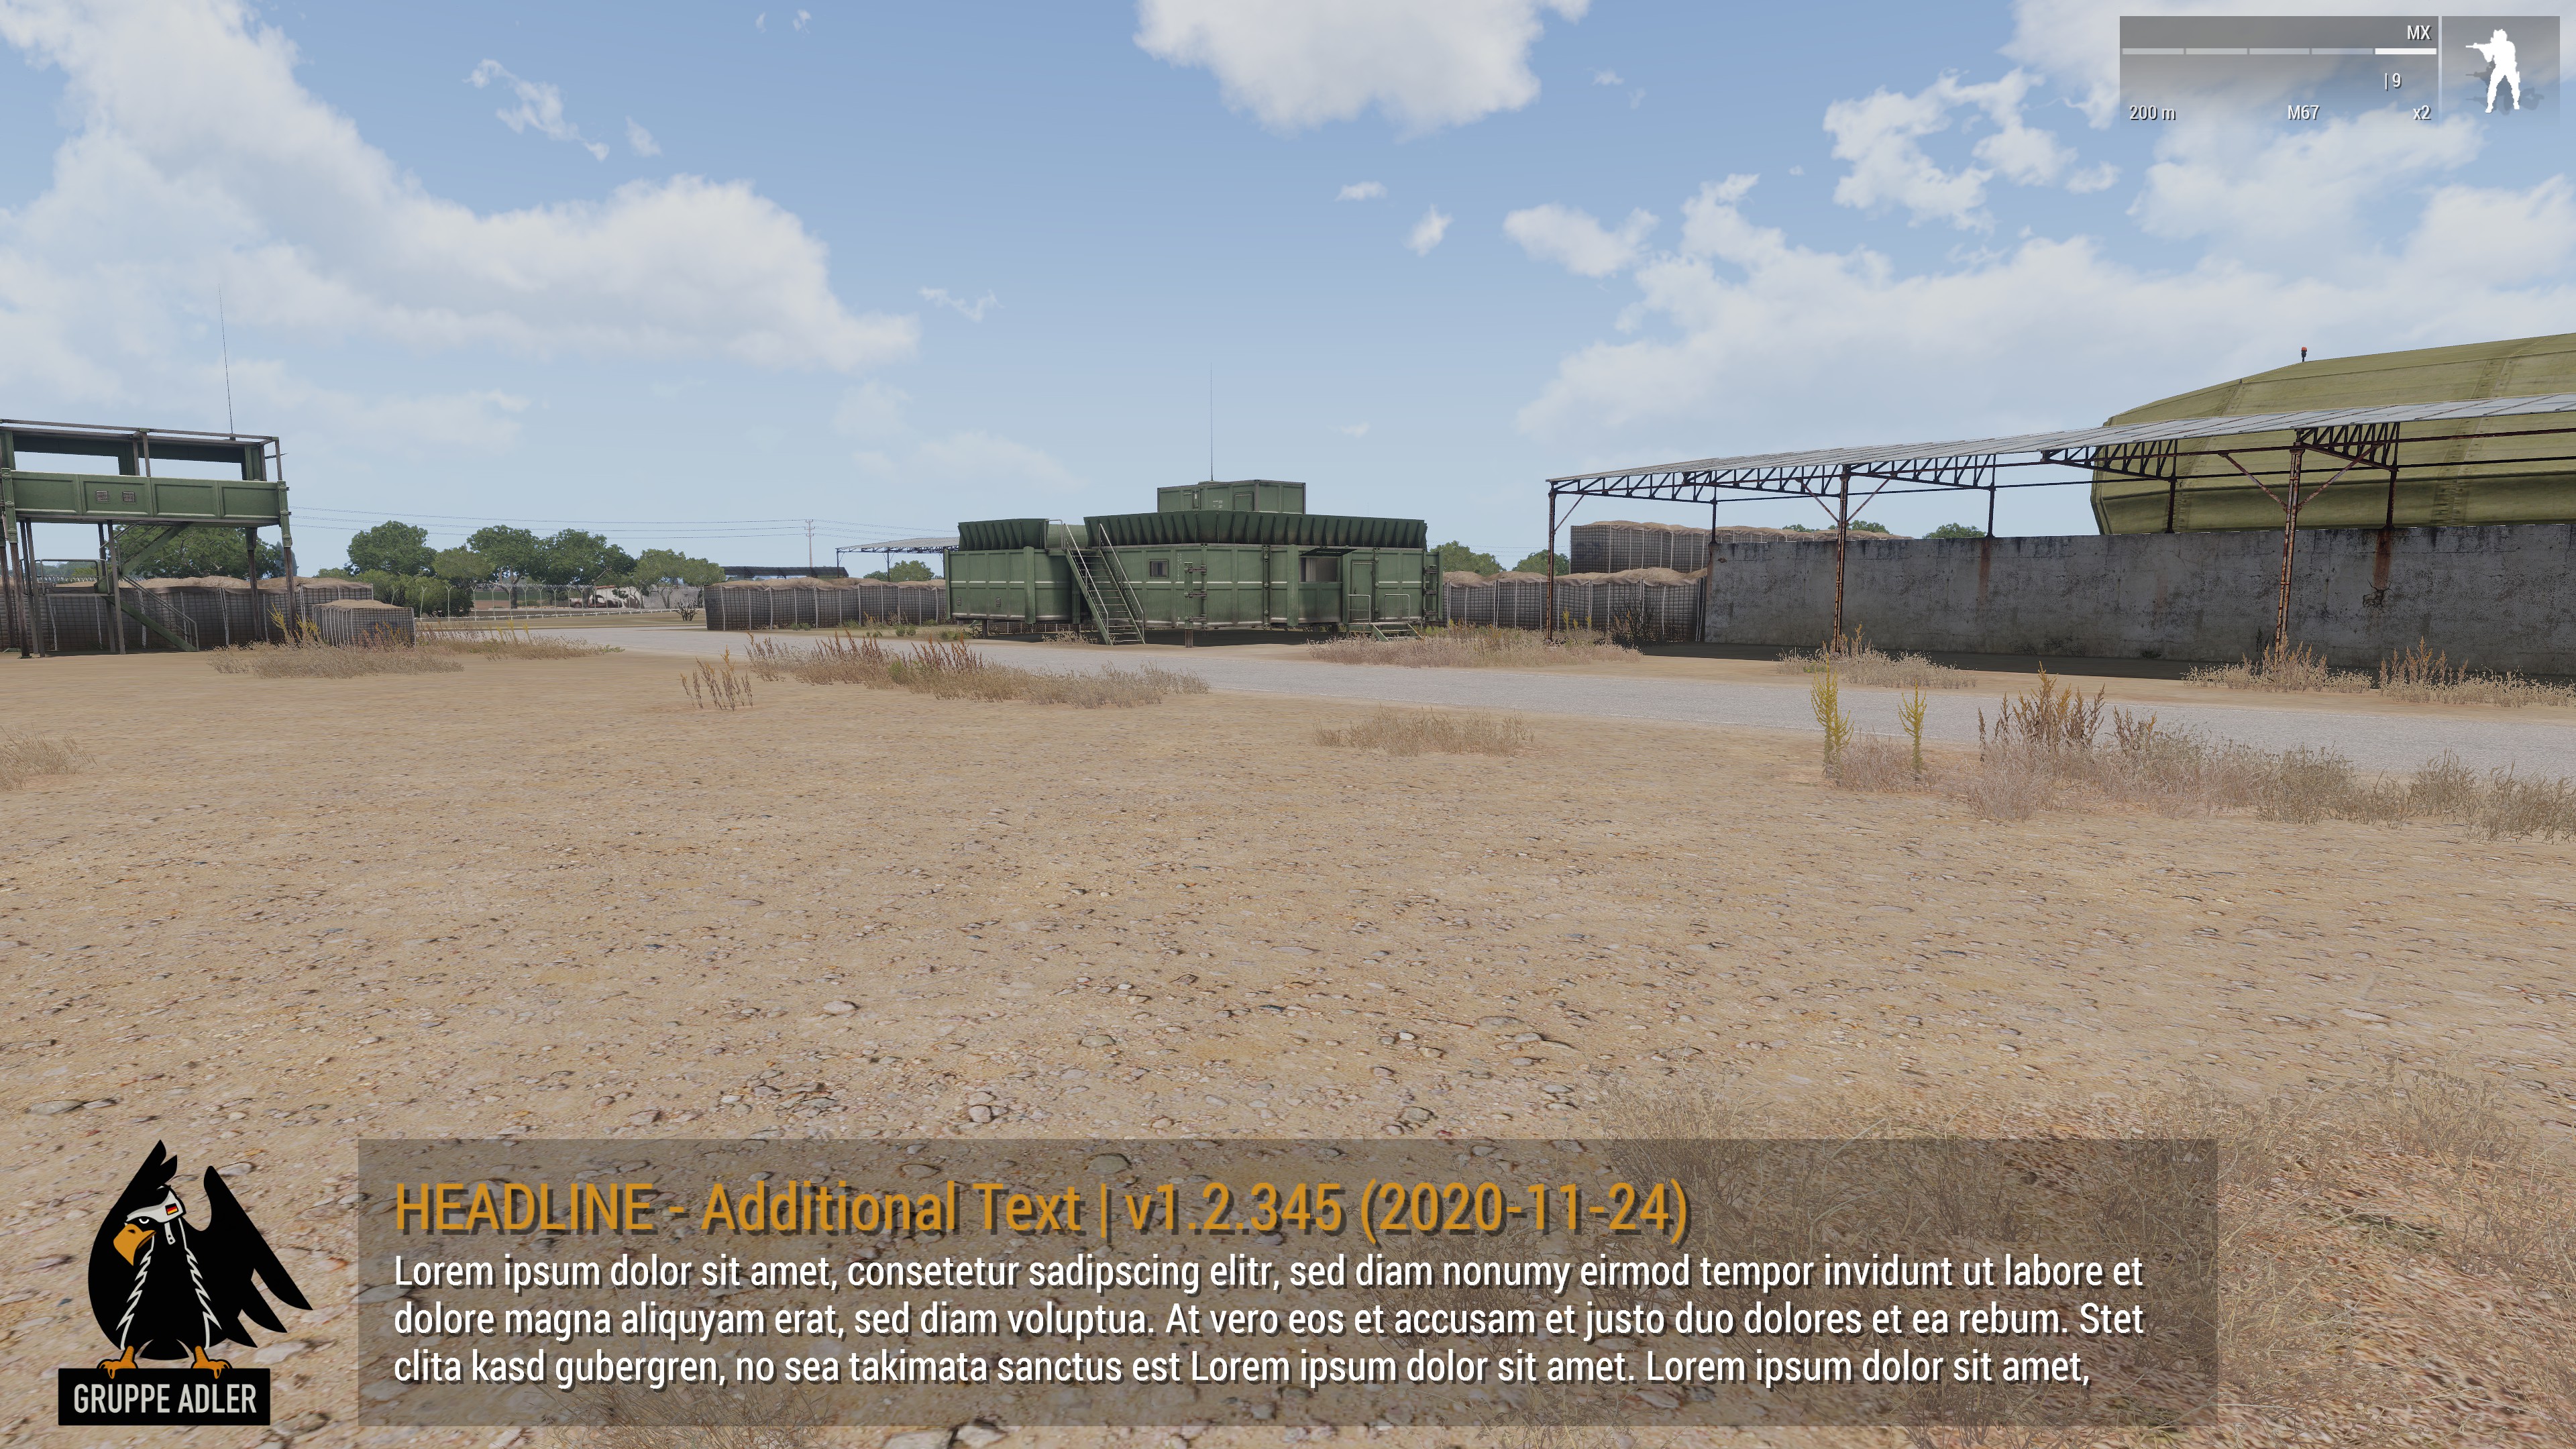 MX
| 9
200 m M67 x2
HEADLINE - Additional Text | v1.2.345 (2020-11-24)
Lorem ipsum dolor sit amet, consetetur sadipscing elitr, sed diam nonumy eirmod tempor invidunt ut labore et
dolore magna aliquyam erat, sed diam voluptua. At vero eos et accusam et justo duo dolores et ea rebum. Stet
clita kasd gubergren, no sea takimata sanctus est Lorem ipsum dolor sit amet. Lorem ipsum dolor sit amet,
GRUPPE ADLER